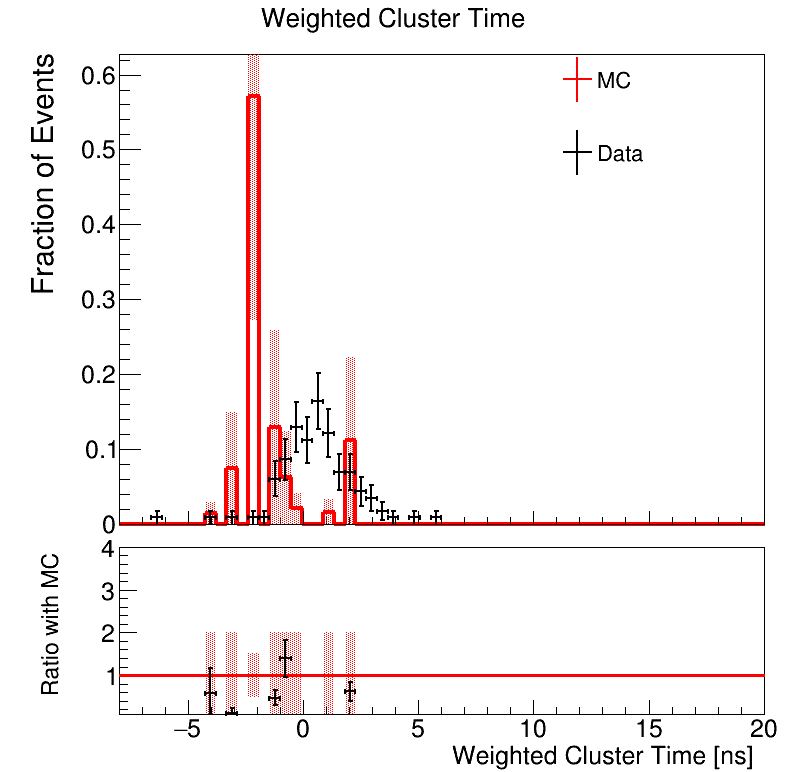 Weighted Cluster Time
Fraction of Events
0.6
0.5
0.4
0.3
0.2
0.1
0
MC
Data
Ratio with MC
4
3
2
1
−5
0
5
10
15
20
Weighted Cluster Time [ns]